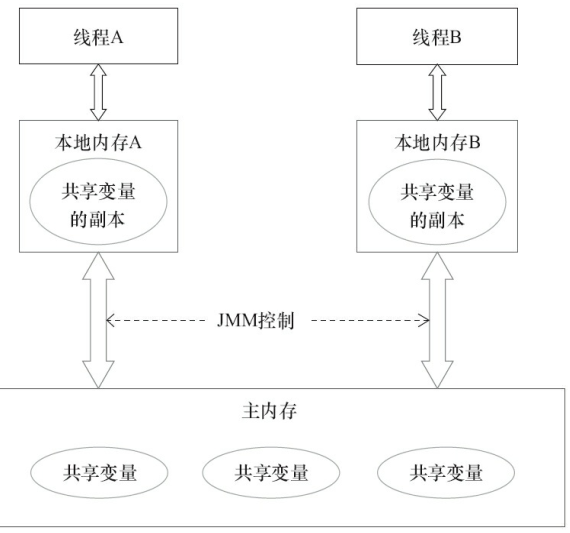 线程A
线程B
本地内存A
本地内存B
共享变量
的副本
共享变量
的副本
JMM控制
主内存
共享变量
共享变量
共享变量